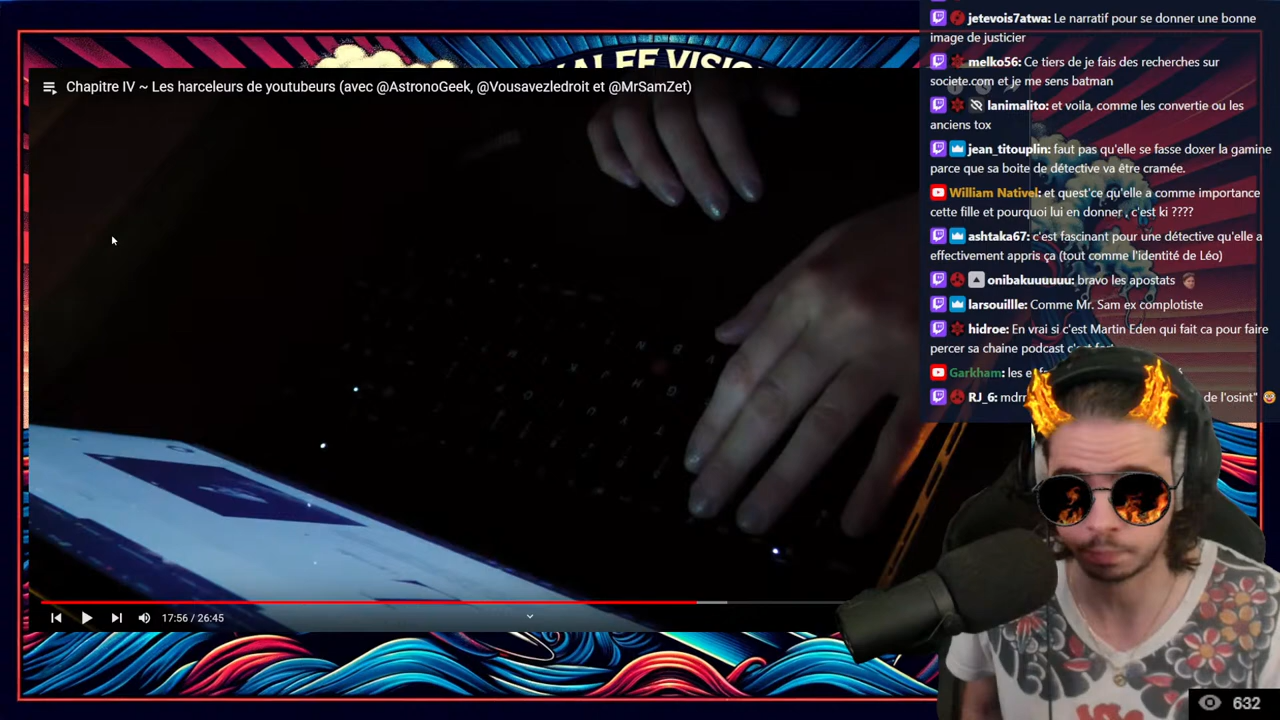 ALEE VISIO
Chapitre IV ~ Les harceleurs de youtubeurs (avec @AstronoGeek, @Vousavezledroit et @MrSamZet)
17:56 / 26:45
jetevois7atwa: Le narratif pour se donner une bonne
image de justicier
melko56: Ce tiers de je fais des recherches sur
societe.com et je me sens batman
lanimalito: et voila, comme les convertie ou les
anciens tox
jean_titouplin: faut pas qu'elle se fasse doxer la gamine
parce que sa boite de détective va être cramée.
William Nativel: et quest'ce qu'elle a comme importance
cette fille et pourquoi lui en donner , c'est ki ????
ashtaka67: c'est fascinant pour une détective qu'elle a
effectivement appris ça (tout comme l'identité de Léo)
onibakuuuuuu: bravo les apostats
larsouillle: Comme Mr. Sam ex complotiste
hidroe: En vrai si c'est Martin Eden qui fait ca pour faire
percer sa chaine podcast c'est
Garkham: les
RJ_6: mdrr de l'osint"
632